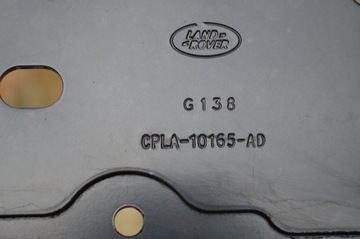 LAND-
-ROVER
G138
CPLA-10165-AD